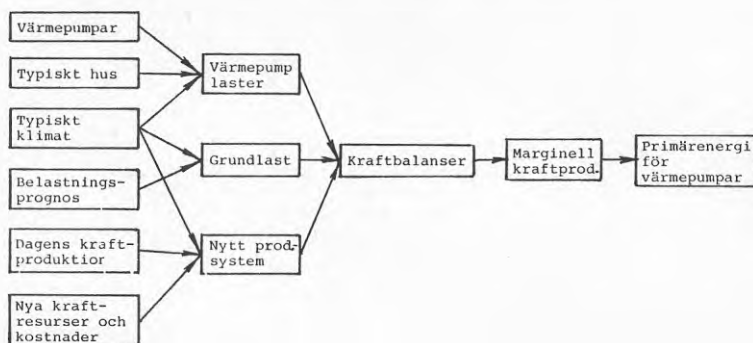 Värmepumpar
Typiskt hus
Typiskt
klimat
Belastnings-
prognos
Dagens kraft-
produktior
Nya kraft-
resurser och
kostnader
Värmepump
laster
Grundlast
Nytt prod-
system
Kraftbalanser
Marginell
kraftprod.
Primärenergi
för
värmepumpar